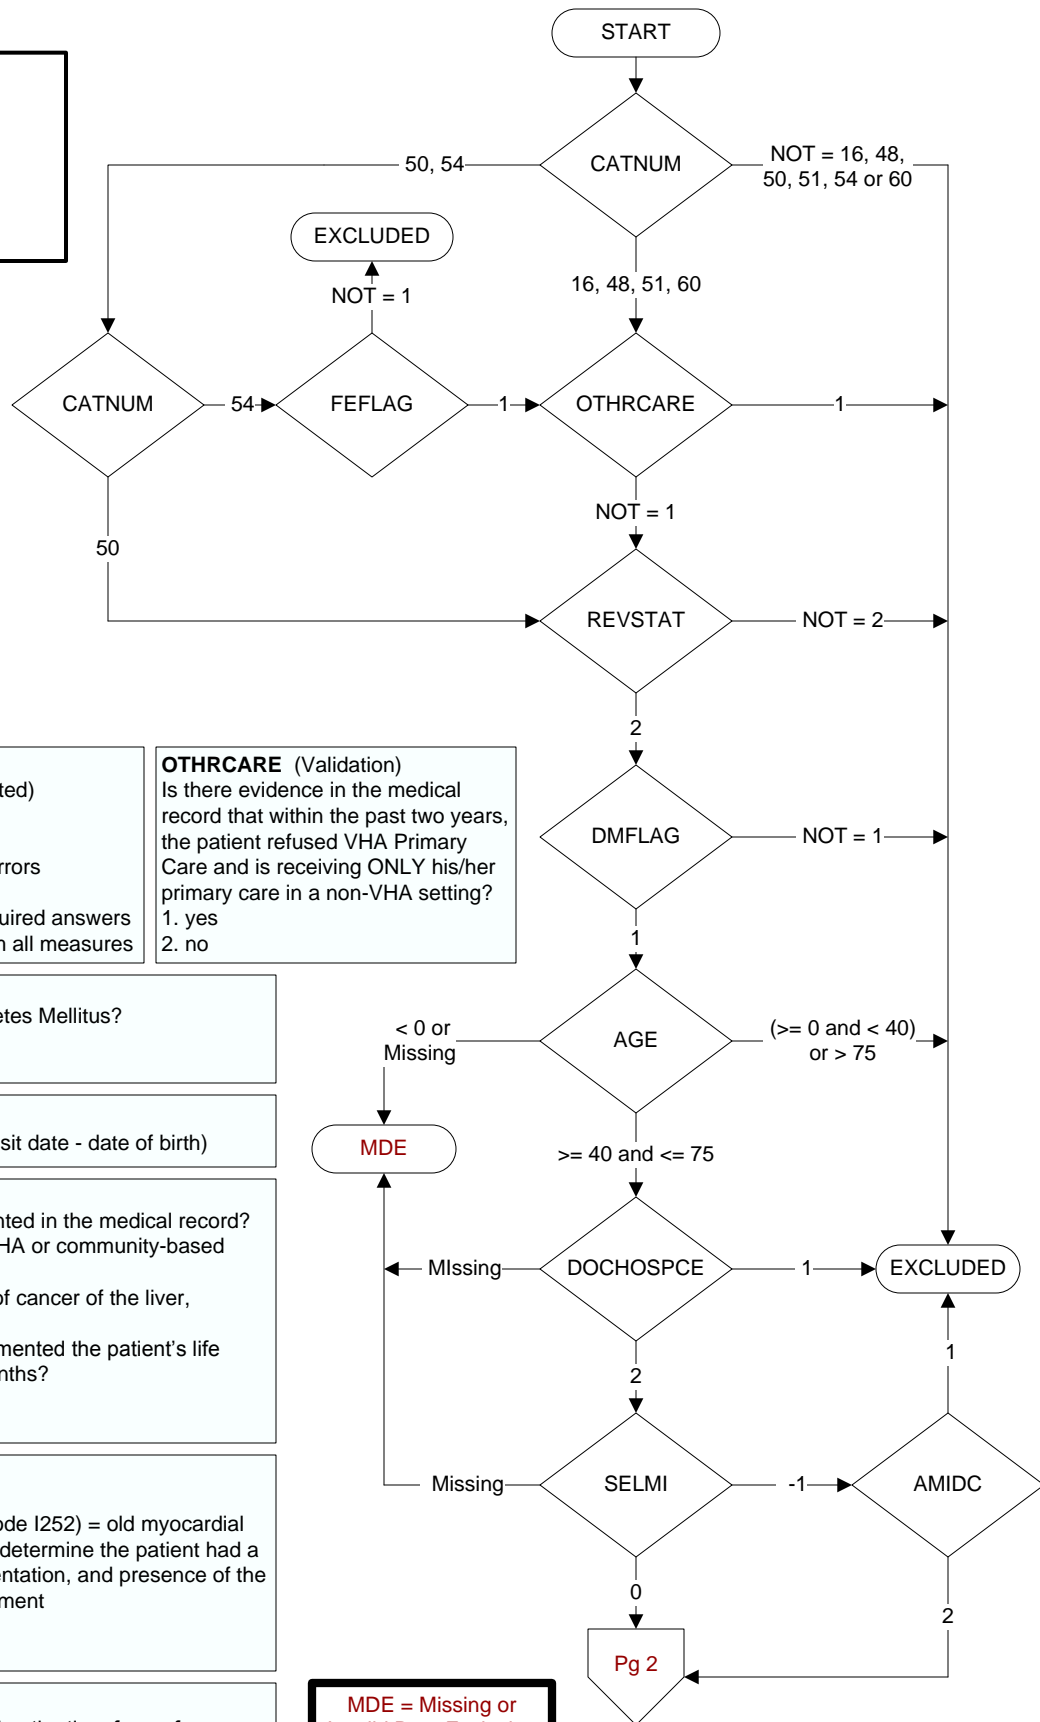 START
CATNUM
50, 54
NOT = 16, 48,
50, 51, 54 or 60
EXCLUDED
NOT = 1
16, 48, 51, 60
CATNUM
54
FEFLAG
1
OTHRCARE
1
NOT = 1
50
REVSTAT
NOT = 2
2
ted)
rrors
uired answers
n all measures
OTHRCARE (Validation)
Is there evidence in the medical
record that within the past two years,
the patient refused VHA Primary
Care and is receiving ONLY his/her
primary care in a non-VHA setting?
1. yes
2. no
DMFLAG
NOT = 1
1
etes Mellitus?
< 0 or
Missing
AGE
(>= 0 and < 40)
or > 75
sit date - date of birth)
MDE
>= 40 and <= 75
nted in the medical record?
HA or community-based
of cancer of the liver,
mented the patient's life
nths?
MIssing
DOCHOSPCE
1
EXCLUDED
2
1
Missing
SELMI
-1
AMIDC
ode I252) = old myocardial
determine the patient had a
entation, and presence of the
ment
0
2
Pg 2
MDE = Missing or